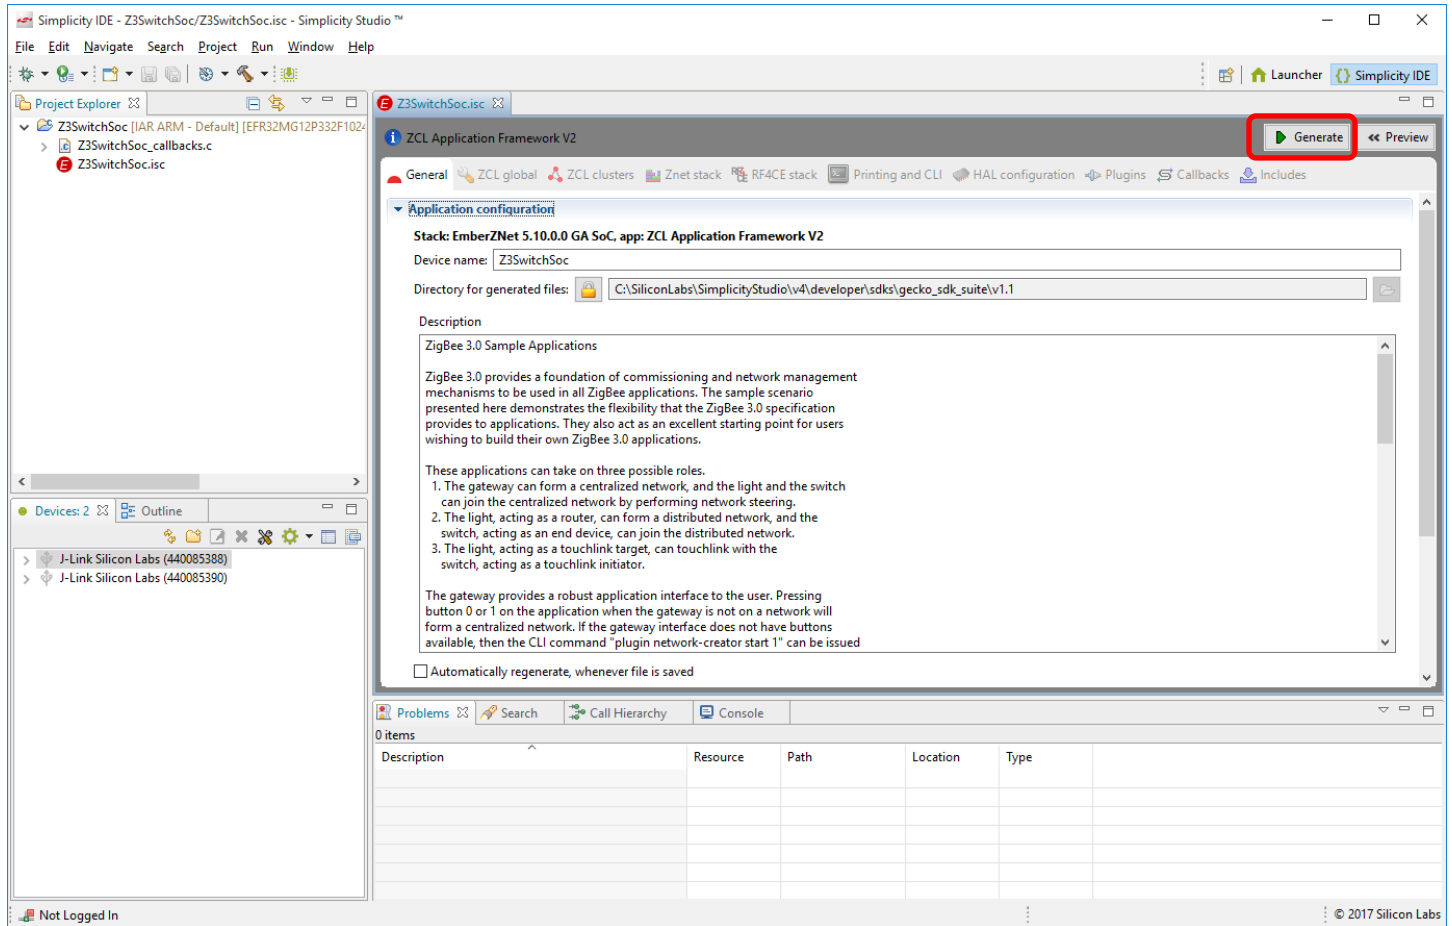 Simplicity IDE - Z3SwitchSoc/Z3SwitchSoc.isc - Simplicity Studio ™
File Edit Navigate Search Project Run Window Help
Launcher {} Simplicity IDE
Project Explorer
Z3SwitchSoc.isc
Z3SwitchSoc [IAR ARM - Default] [EFR32MG12P332F1024
Z3SwitchSoc_callbacks.c
Z3SwitchSoc.isc
ZCL Application Framework V2
Generate
Preview
General ZCL global ZCL clusters Znet stack RF4CE stack Printing and CLI HAL configuration Plugins Callbacks Includes
Application configuration
Stack: EmberZNet 5.10.0.0 GA SoC, app: ZCL Application Framework V2
Device name: Z3SwitchSoc
Directory for generated files: C:\SiliconLabs\SimplicityStudio\v4\developer\sdks\gecko_sdk_suite\v1.1
Description
ZigBee 3.0 Sample Applications
ZigBee 3.0 provides a foundation of commissioning and network management
mechanisms to be used in all ZigBee applications. The sample scenario
presented here demonstrates the flexibility that the ZigBee 3.0 specification
provides to applications. They also act as an excellent starting point for users
wishing to build their own ZigBee 3.0 applications.
These applications can take on three possible roles.
1. The gateway can form a centralized network, and the light and the switch
can join the centralized network by performing network steering.
2. The light, acting as a router, can form a distributed network, and the
switch, acting as an end device, can join the distributed network.
3. The light, acting as a touchlink target, can touchlink with the
switch, acting as a touchlink initiator.
The gateway provides a robust application interface to the user. Pressing
button 0 or 1 on the application when the gateway is not on a network will
form a centralized network. If the gateway interface does not have buttons
available, then the CLI command "plugin network-creator start 1" can be issued
Automatically regenerate, whenever file is saved
Devices: 2
Outline
J-Link Silicon Labs (440085388)
J-Link Silicon Labs (440085390)
Problems Search Call Hierarchy Console
0 items
Description Resource Path Location Type
Not Logged In
© 2017 Silicon Labs